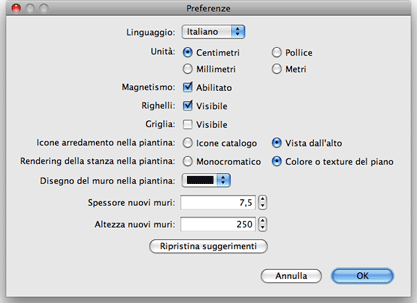 Preferenze
Linguaggio: Italiano
Unità: Centimetri Pollice
Millimetri Metri
Magnetismo: Abilitato
Righelli: Visibile
Griglia: Visibile
Icone arredamento nella piantina: Icone catalogo Vista dall'alto
Rendering della stanza nella piantina: Monocromatico Colore o texture del piano
Disegno del muro nella piantina:
Spessore nuovi muri: 7,5
Altezza nuovi muri: 250
Ripristina suggerimenti
Annulla OK